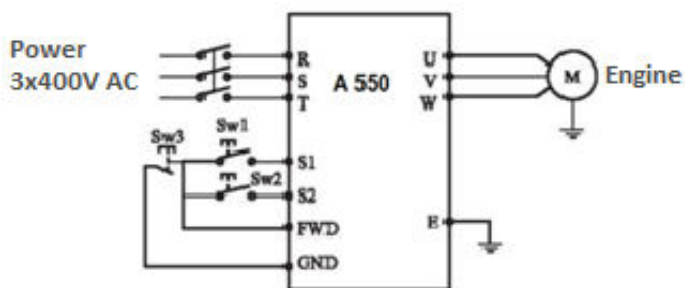 Power
3x400V AC
R
S
T
A 550
U
V
W
M
Engine
Sw3
Sw1
S1
Sw2
S2
FWD
E
GND